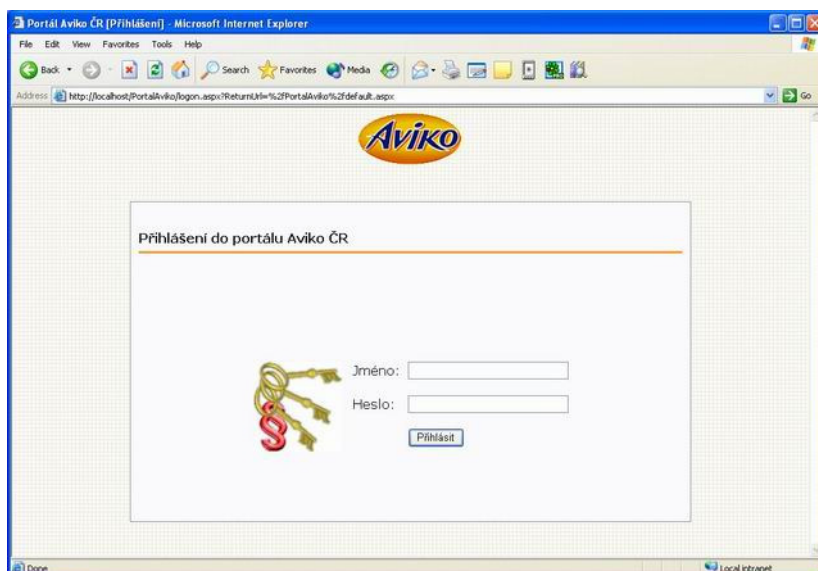 Portál Aviko ČR [Přihlášení] - Microsoft Internet Explorer
File Edit View Favorites Tools Help
Back Search Favorites Media
Address http://localhost/PortalAviko/logon.aspx?ReturnUrl=%2fPortalAviko%2fdefault.aspx Go
Aviko
Přihlášení do portálu Aviko ČR
Jméno:
Heslo:
§
Přihlásit
Done Local intranet